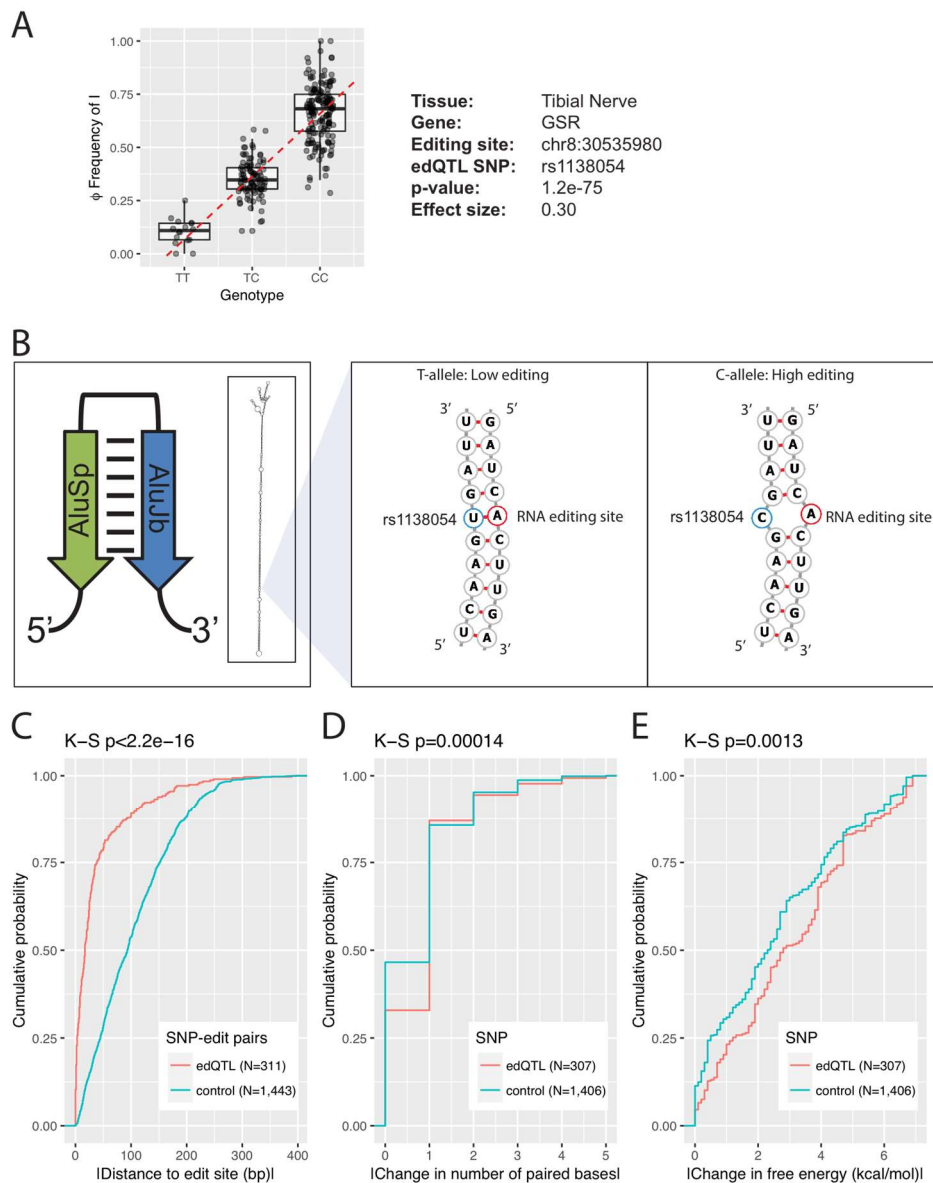 A
1.00
0.75
0.50
0.25
0.00
ϕ Frequency of I
TT TC CC
Genotype
Tissue: Tibial Nerve
Gene: GSR
Editing site: chr8:30535980
edQTL SNP: rs1138054
p-value: 1.2e-75
Effect size: 0.30
B
AluSp
AluJb
5’ 3’
T-allele: Low editing
3’ 5’
U G
U A
A U
G C
rs1138054 U A RNA editing site
G C
A U
A U
C G
U A
5’ 3’
C-allele: High editing
3’ 5’
U G
U A
A U
G C
rs1138054 C A RNA editing site
G C
A U
A U
C G
U A
5’ 3’
C
K−S p<2.2e−16
1.00
0.75
0.50
0.25
0.00
Cumulative probability
SNP-edit pairs
edQTL (N=311)
control (N=1,443)
0 100 200 300 400
|Distance to edit site (bp)|
D
K−S p=0.00014
1.00
0.75
0.50
0.25
0.00
Cumulative probability
SNP
edQTL (N=307)
control (N=1,406)
0 1 2 3 4 5
|Change in number of paired bases|
E
K−S p=0.0013
1.00
0.75
0.50
0.25
0.00
Cumulative probability
SNP
edQTL (N=307)
control (N=1,406)
0 2 4 6
|Change in free energy (kcal/mol)|